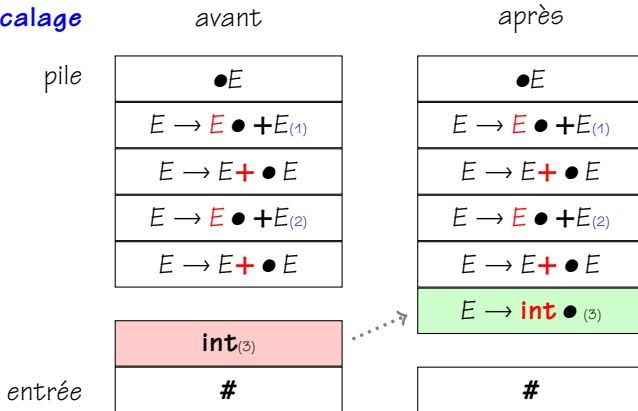 calage avant après
pile ●E ●E
E → E ● +E(1) E → E ● +E(1)
E → E+ ● E E → E+ ● E
E → E ● +E(2) E → E ● +E(2)
E → E+ ● E E → E+ ● E
E → int ● (3)
int(3)
entrée # #